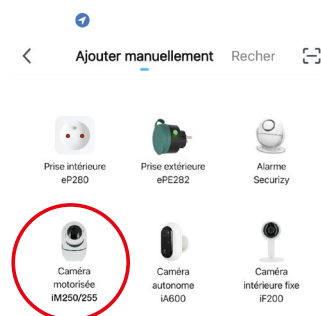 Ajouter manuellement Recher
Prise intérieure
eP280
Prise extérieure
ePE282
Alarme
Securizy
Caméra
motorisée
iM250/255
Caméra
autonome
iA600
Caméra
intérieure fixe
iF200